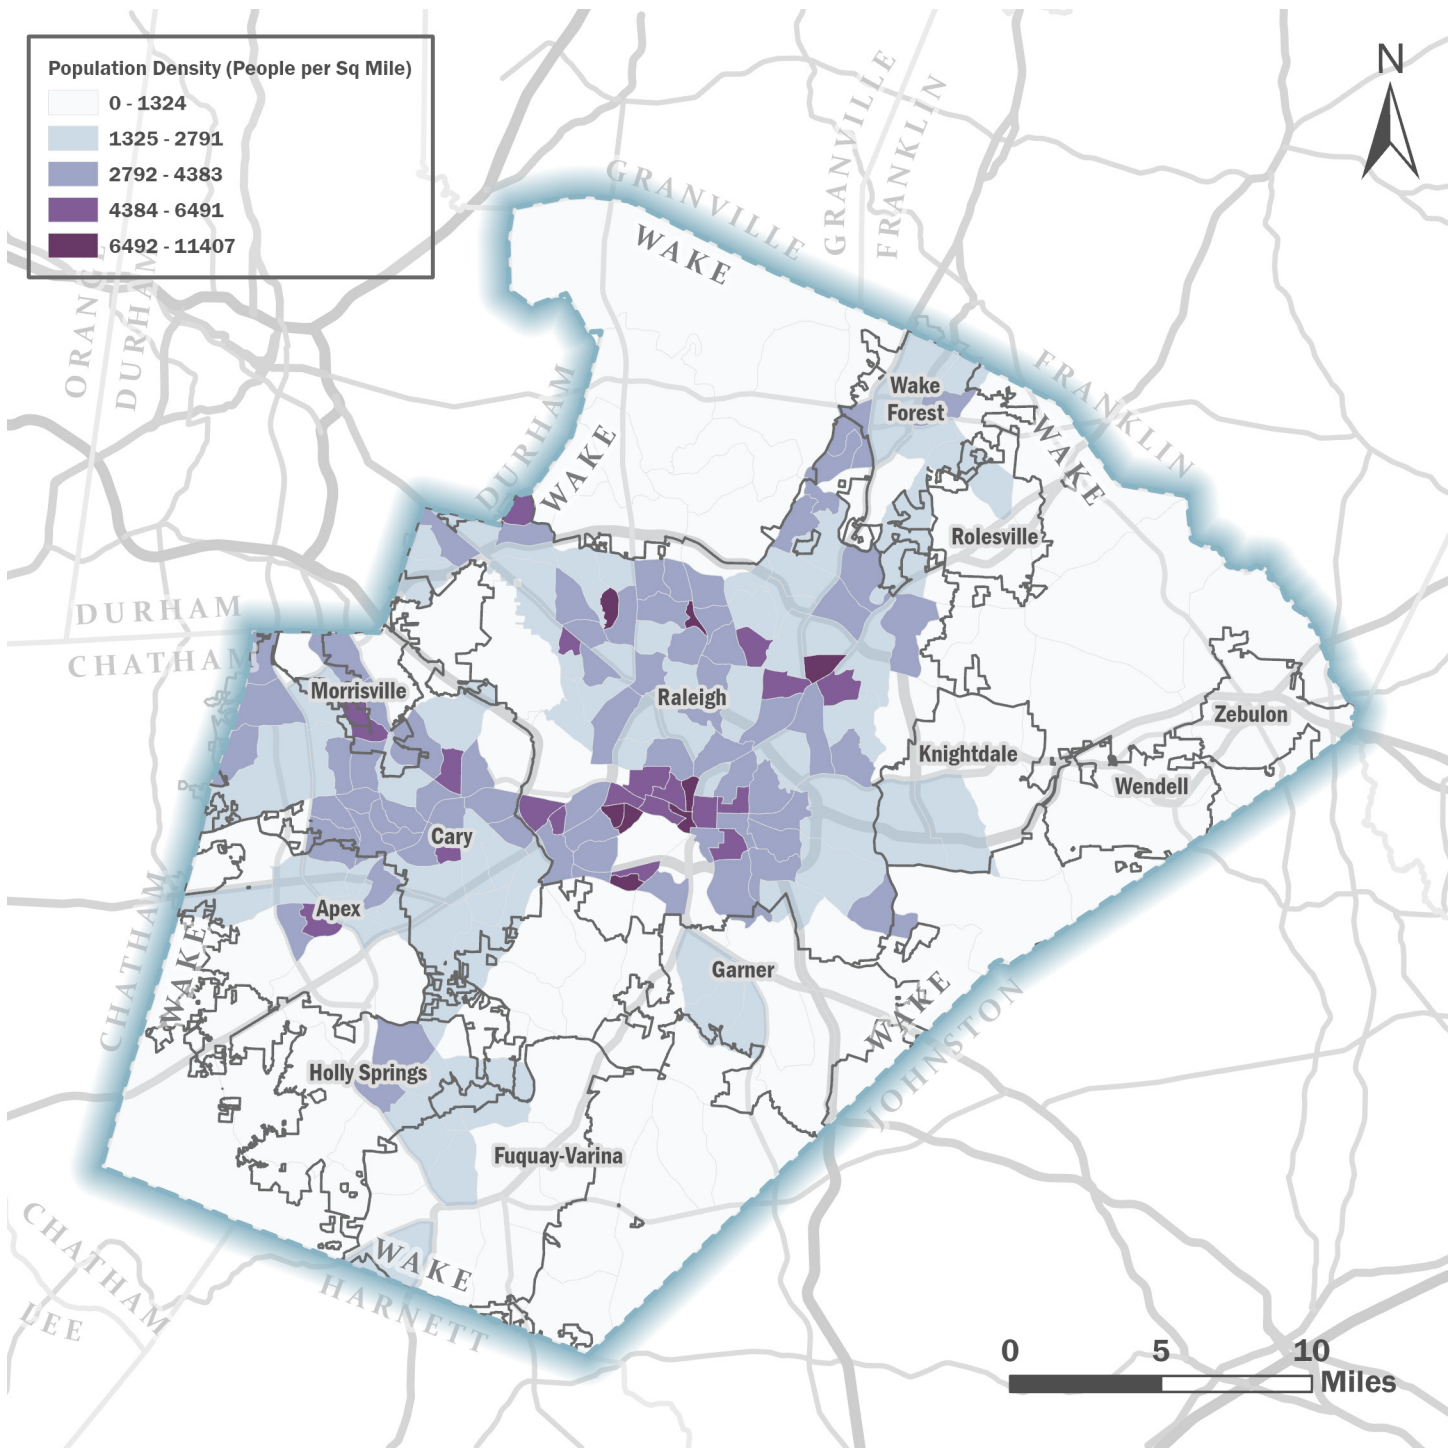 Population Density (People per Sq Mile)
0 - 1324
1325 - 2791
2792 - 4383
4384 - 6491
6492 - 11407
N
GRANVILLE
FRANKLIN
GRANVILLE
WAKE
ORANGE
DURHAM
DURHAM
WAKE
FRANKLIN
WAKE
Wake
Forest
Rolesville
DURHAM
CHATHAM
Morrisville
Raleigh
Knightdale
Zebulon
Wendell
Cary
Apex
CHATHAM
WAKE
Garner
WAKE
JOHNSTON
Holly Springs
Fuquay-Varina
CHATHAM
LEE
WAKE
HARNETT
0 5 10
Miles